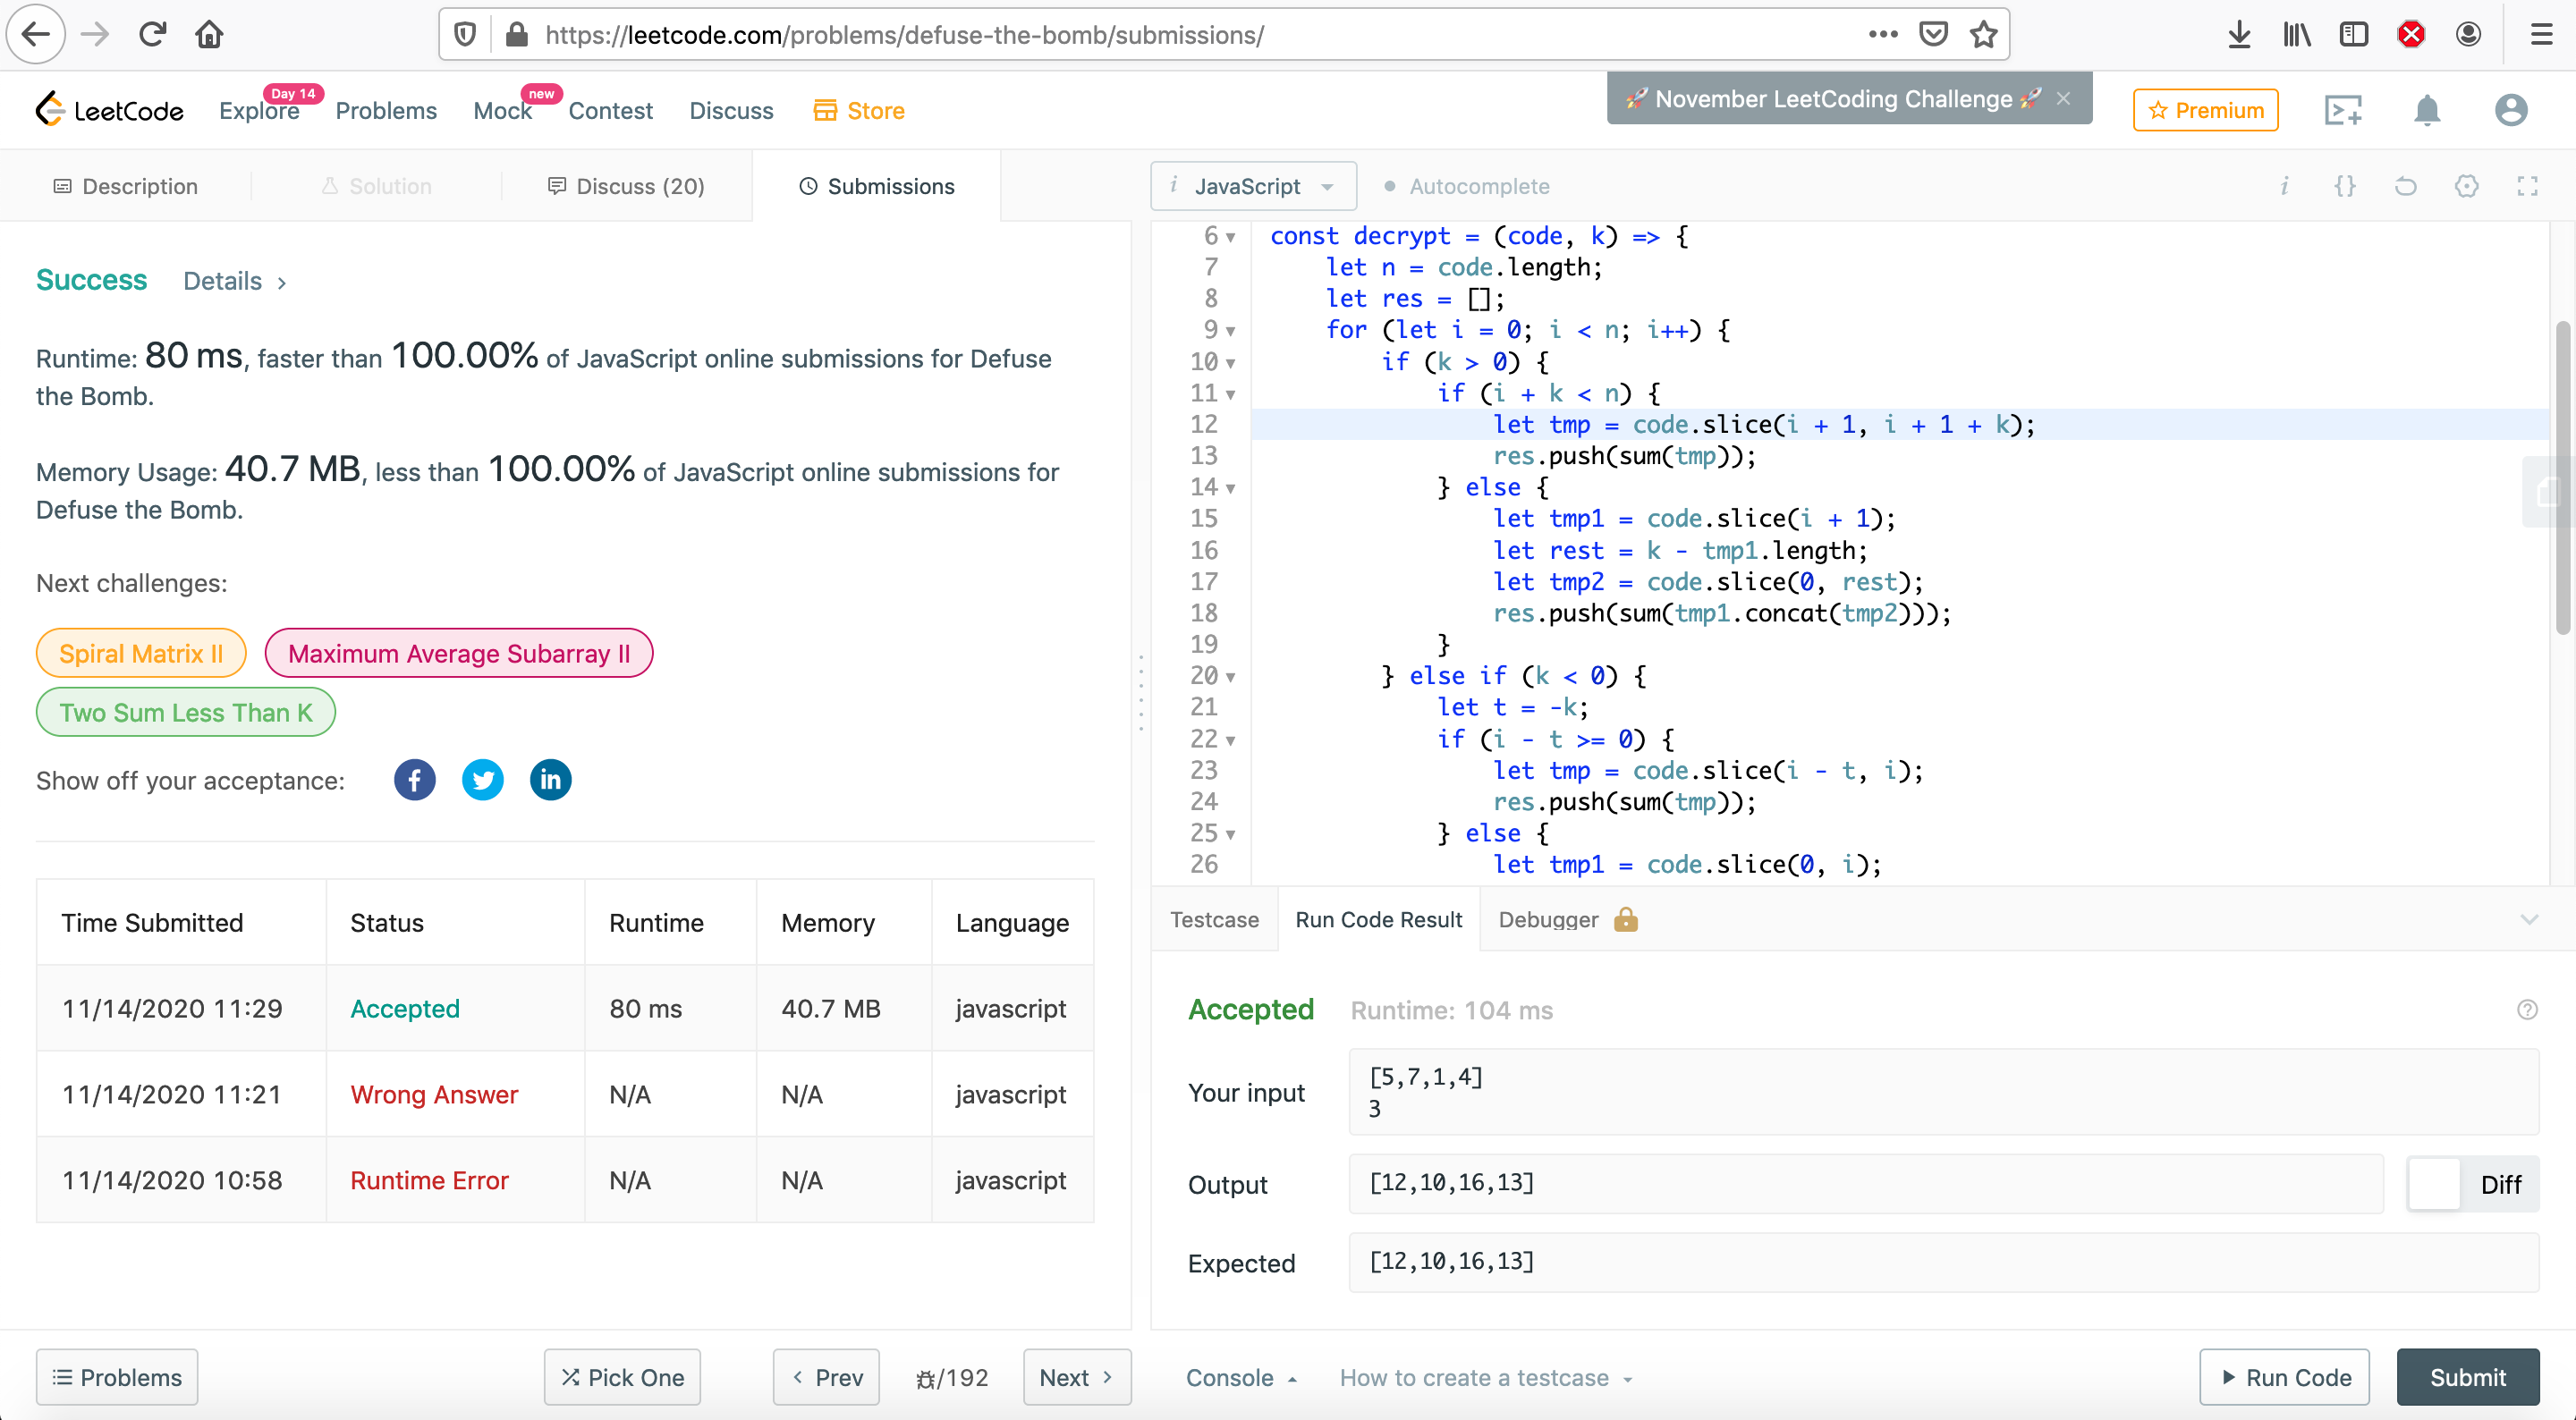 https://leetcode.com/problems/defuse-the-bomb/submissions/
LeetCode
Explore
Day 14
Problems
Mock
new
Contest
Discuss
Store
🚀 November LeetCoding Challenge 🚀 ×
Premium
Description
Solution
Discuss (20)
Submissions
i JavaScript
Autocomplete
i {}
Success Details >
Runtime: 80 ms, faster than 100.00% of JavaScript online submissions for Defuse
the Bomb.
Memory Usage: 40.7 MB, less than 100.00% of JavaScript online submissions for
Defuse the Bomb.
Next challenges:
Spiral Matrix II
Maximum Average Subarray II
Two Sum Less Than K
Show off your acceptance:
Time Submitted Status Runtime Memory Language
11/14/2020 11:29 Accepted 80 ms 40.7 MB javascript
11/14/2020 11:21 Wrong Answer N/A N/A javascript
11/14/2020 10:58 Runtime Error N/A N/A javascript
6 const decrypt = (code, k) => {
7 let n = code.length;
8 let res = [];
9 for (let i = 0; i < n; i++) {
10 if (k > 0) {
11 if (i + k < n) {
12 let tmp = code.slice(i + 1, i + 1 + k);
13 res.push(sum(tmp));
14 } else {
15 let tmp1 = code.slice(i + 1);
16 let rest = k - tmp1.length;
17 let tmp2 = code.slice(0, rest);
18 res.push(sum(tmp1.concat(tmp2)));
19 }
20 } else if (k < 0) {
21 let t = -k;
22 if (i - t >= 0) {
23 let tmp = code.slice(i - t, i);
24 res.push(sum(tmp));
25 } else {
26 let tmp1 = code.slice(0, i);
Testcase
Run Code Result
Debugger
Accepted Runtime: 104 ms
Your input
[5,7,1,4]
3
Output
[12,10,16,13]
Diff
Expected
[12,10,16,13]
Problems
Pick One
< Prev
/192
Next >
Console
How to create a testcase
Run Code
Submit